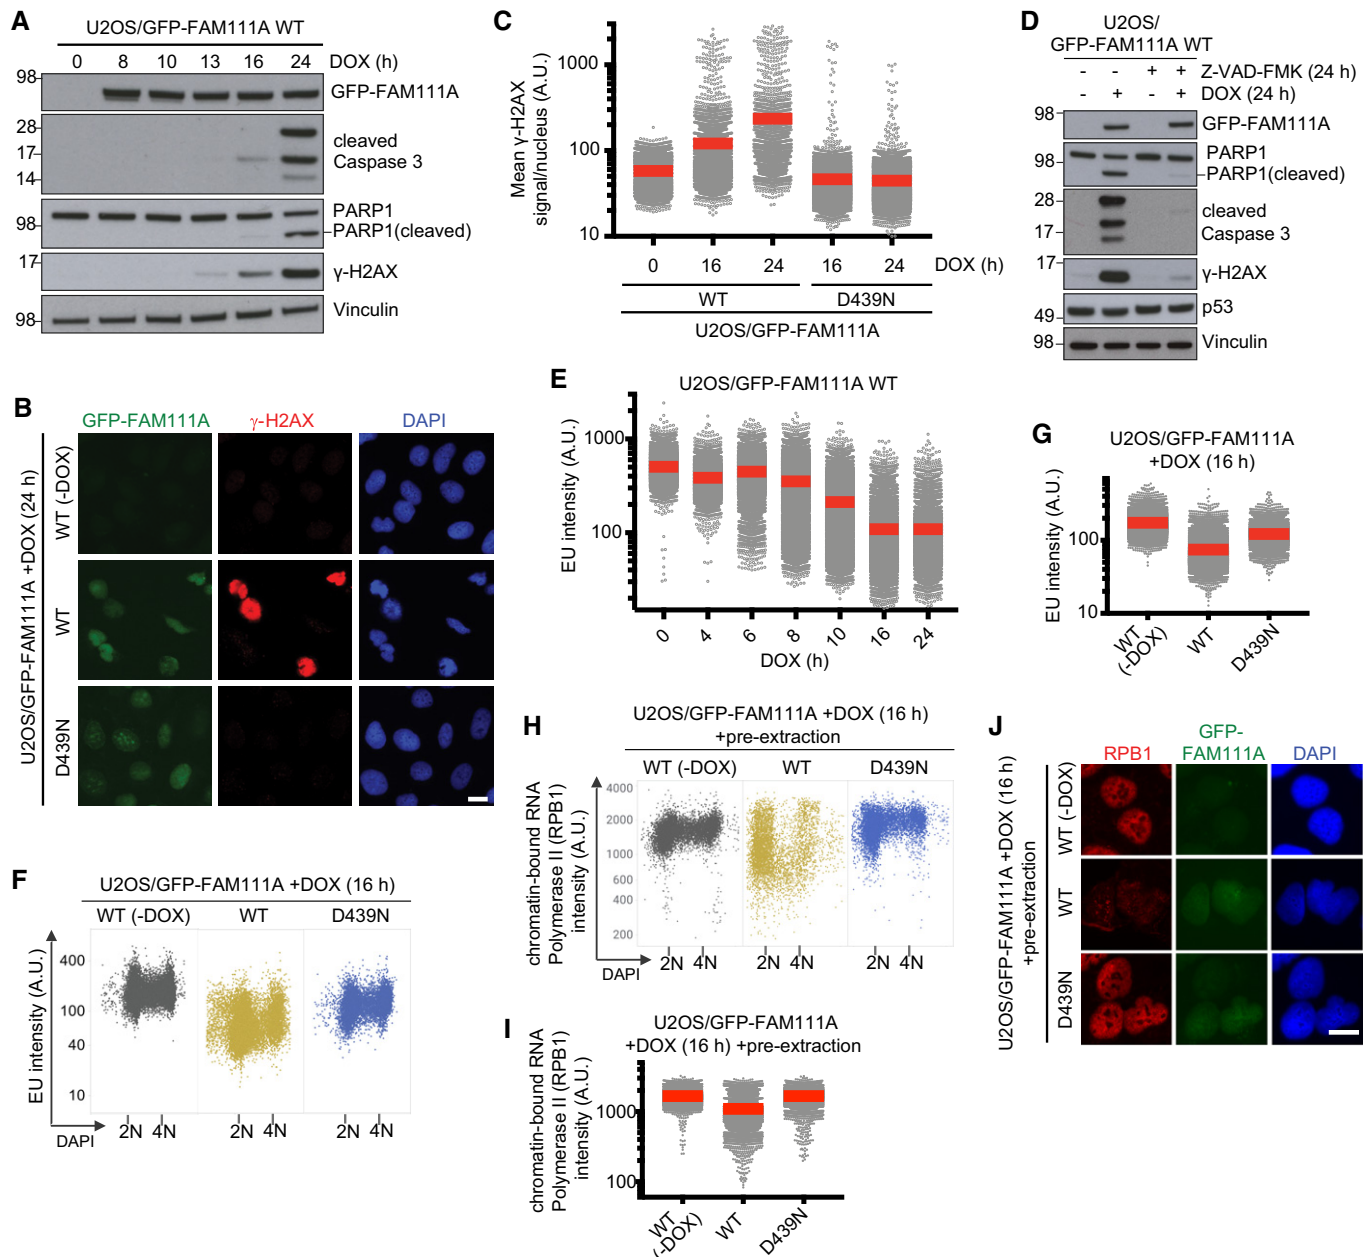 A
U2OS/GFP-FAM111A WT
0 8 10 13 16 24 DOX (h)
98
GFP-FAM111A
28
17
14
cleaved
Caspase 3
98
PARP1
PARP1(cleaved)
17
γ-H2AX
98
Vinculin
B
GFP-FAM111A γ-H2AX DAPI
U2OS/GFP-FAM111A +DOX (24 h)
WT (-DOX)
WT
D439N
C
Mean γ-H2AX
signal/nucleus (A.U.)
1000
100
10
0 16 24 16 24 DOX (h)
WT D439N
U2OS/GFP-FAM111A
D
U2OS/
GFP-FAM111A WT
- - + + Z-VAD-FMK (24 h)
- + - + DOX (24 h)
98
GFP-FAM111A
98
PARP1
PARP1(cleaved)
28
17
cleaved
Caspase 3
17
γ-H2AX
49
p53
98
Vinculin
E
U2OS/GFP-FAM111A WT
EU intensity (A.U.)
1000
100
0 4 6 8 10 16 24
DOX (h)
F
U2OS/GFP-FAM111A +DOX (16 h)
WT (-DOX) WT D439N
EU intensity (A.U.)
400
100
40
10
DAPI
2N 4N 2N 4N 2N 4N
G
U2OS/GFP-FAM111A
+DOX (16 h)
EU intensity (A.U.)
100
10
WT
(-DOX)
WT
D439N
H
U2OS/GFP-FAM111A +DOX (16 h)
+pre-extraction
WT (-DOX) WT D439N
chromatin-bound RNA
Polymerase II (RPB1)
intensity (A.U.)
4000
2000
1000
600
400
200
DAPI
2N 4N 2N 4N 2N 4N
I
U2OS/GFP-FAM111A
+DOX (16 h) +pre-extraction
chromatin-bound RNA
Polymerase II (RPB1)
intensity (A.U.)
1000
100
WT
(-DOX)
WT
D439N
J
RPB1 GFP-
FAM111A DAPI
U2OS/GFP-FAM111A +DOX (16 h)
+pre-extraction
WT (-DOX)
WT
D439N